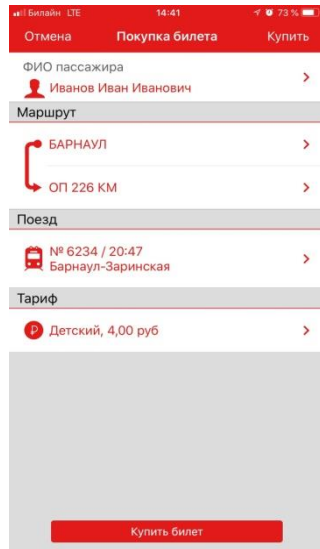 Билайн LTE 14:41 73 %
Отмена Покупка билета Купить
ФИО пассажира
Иванов Иван Иванович
Маршрут
БАРНАУЛ
ОП 226 КМ
Поезд
№ 6234 / 20:47
Барнаул-Заринская
Тариф
Детский, 4,00 руб
Купить билет